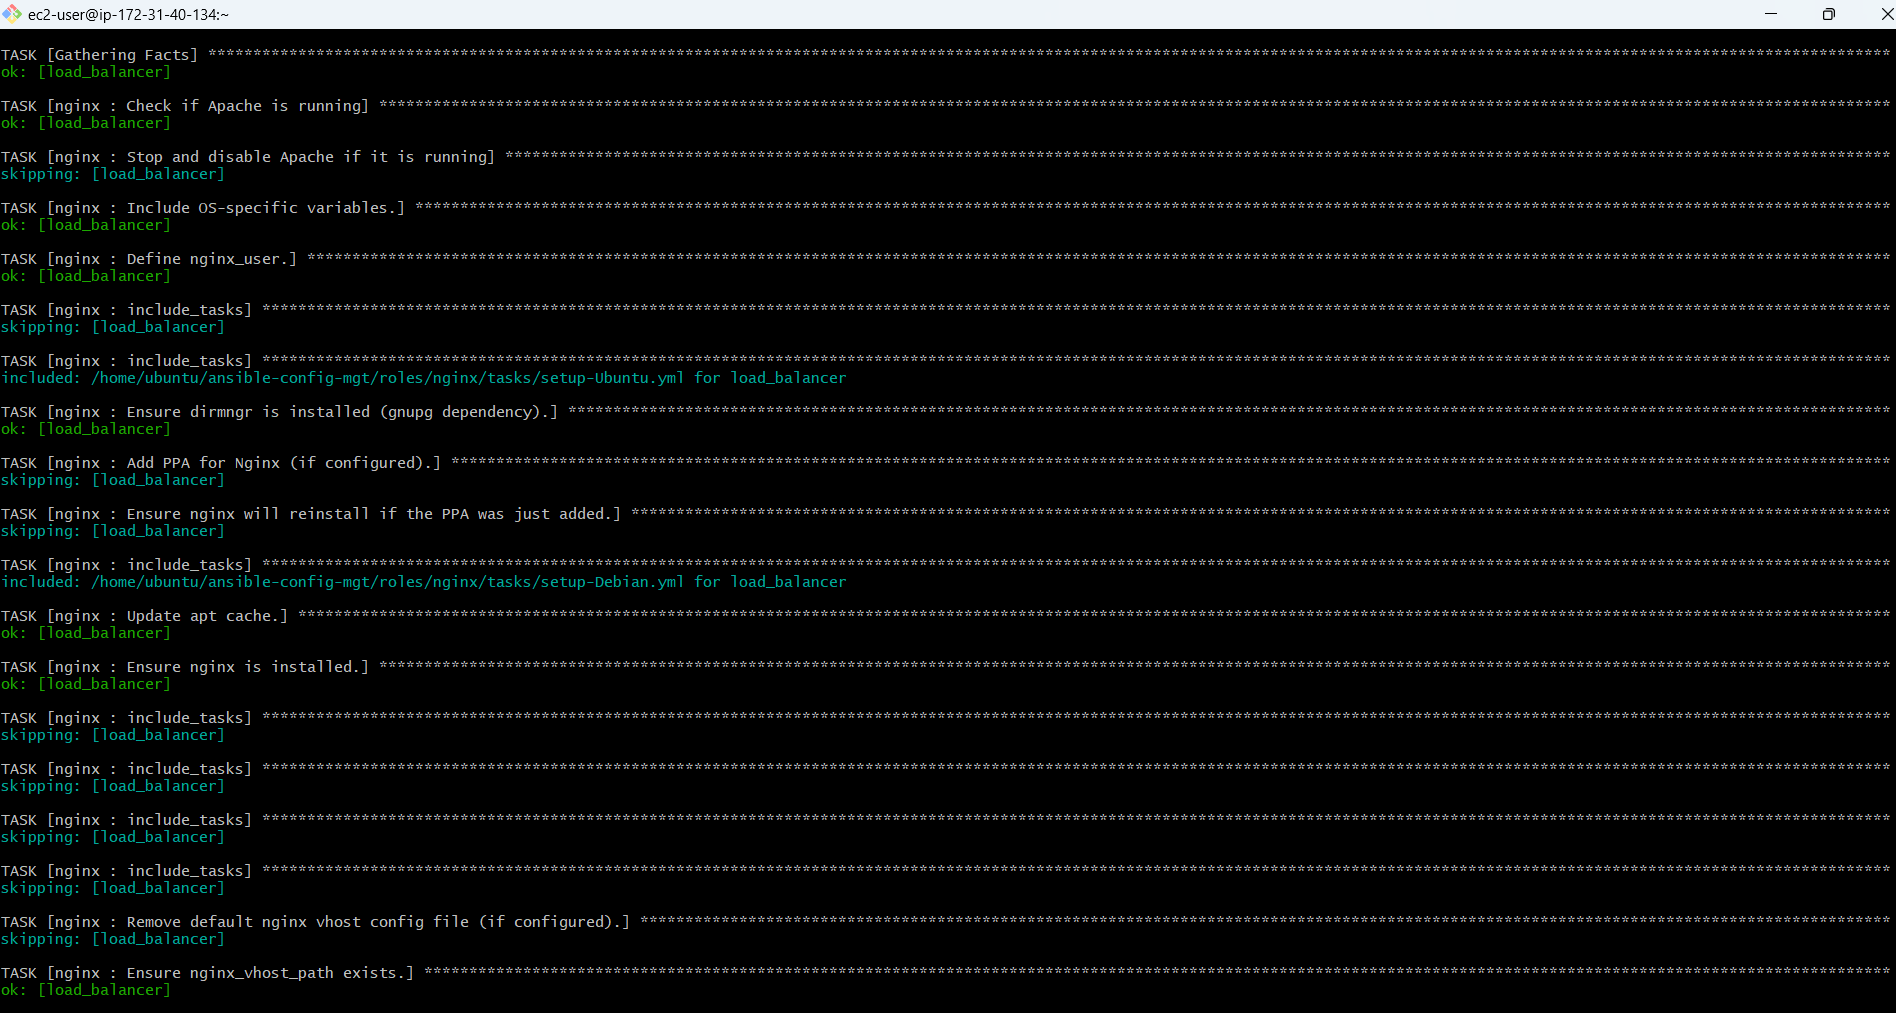 ec2-user@ip-172-31-40-134:~
TASK [Gathering Facts] ****************************************************************************************************************************************************************************************
ok: [load_balancer]
TASK [nginx : Check if Apache is running] ****************************************************************************************************************************************************************
ok: [load_balancer]
TASK [nginx : Stop and disable Apache if it is running] **************************************************************************************************************************************************
skipping: [load_balancer]
TASK [nginx : Include OS-specific variables.] ************************************************************************************************************************************************************
ok: [load_balancer]
TASK [nginx : Define nginx_user.] ************************************************************************************************************************************************************************
ok: [load_balancer]
TASK [nginx : include_tasks] *****************************************************************************************************************************************************************************
skipping: [load_balancer]
TASK [nginx : include_tasks] *****************************************************************************************************************************************************************************
included: /home/ubuntu/ansible-config-mgt/roles/nginx/tasks/setup-Ubuntu.yml for load_balancer
TASK [nginx : Ensure dirmngr is installed (gnupg dependency).] *******************************************************************************************************************************************
ok: [load_balancer]
TASK [nginx : Add PPA for Nginx (if configured).] ********************************************************************************************************************************************************
skipping: [load_balancer]
TASK [nginx : Ensure nginx will reinstall if the PPA was just added.] ************************************************************************************************************************************
skipping: [load_balancer]
TASK [nginx : include_tasks] *****************************************************************************************************************************************************************************
included: /home/ubuntu/ansible-config-mgt/roles/nginx/tasks/setup-Debian.yml for load_balancer
TASK [nginx : Update apt cache.] *************************************************************************************************************************************************************************
ok: [load_balancer]
TASK [nginx : Ensure nginx is installed.] ****************************************************************************************************************************************************************
ok: [load_balancer]
TASK [nginx : include_tasks] *****************************************************************************************************************************************************************************
skipping: [load_balancer]
TASK [nginx : include_tasks] *****************************************************************************************************************************************************************************
skipping: [load_balancer]
TASK [nginx : include_tasks] *****************************************************************************************************************************************************************************
skipping: [load_balancer]
TASK [nginx : include_tasks] *****************************************************************************************************************************************************************************
skipping: [load_balancer]
TASK [nginx : Remove default nginx vhost config file (if configured).] ***********************************************************************************************************************************
skipping: [load_balancer]
TASK [nginx : Ensure nginx_vhost_path exists.] ***********************************************************************************************************************************************************
ok: [load_balancer]